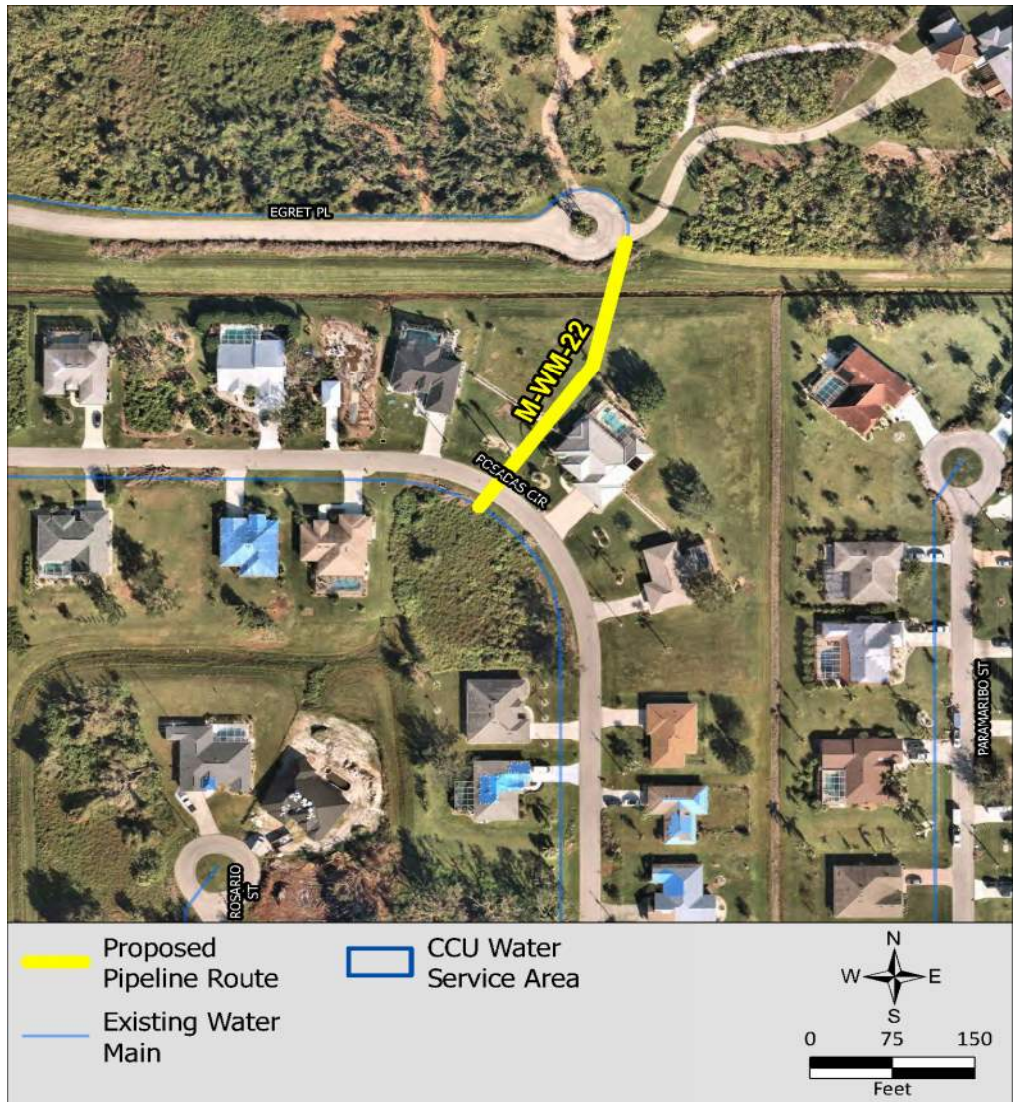 EGRET PL
M-WM-22
POSADAS CIR
PARAMARIBO ST
ROSARIO
ST
Proposed
Pipeline Route
CCU Water
Service Area
Existing Water
Main
N
W
E
S
0
75
150
Feet